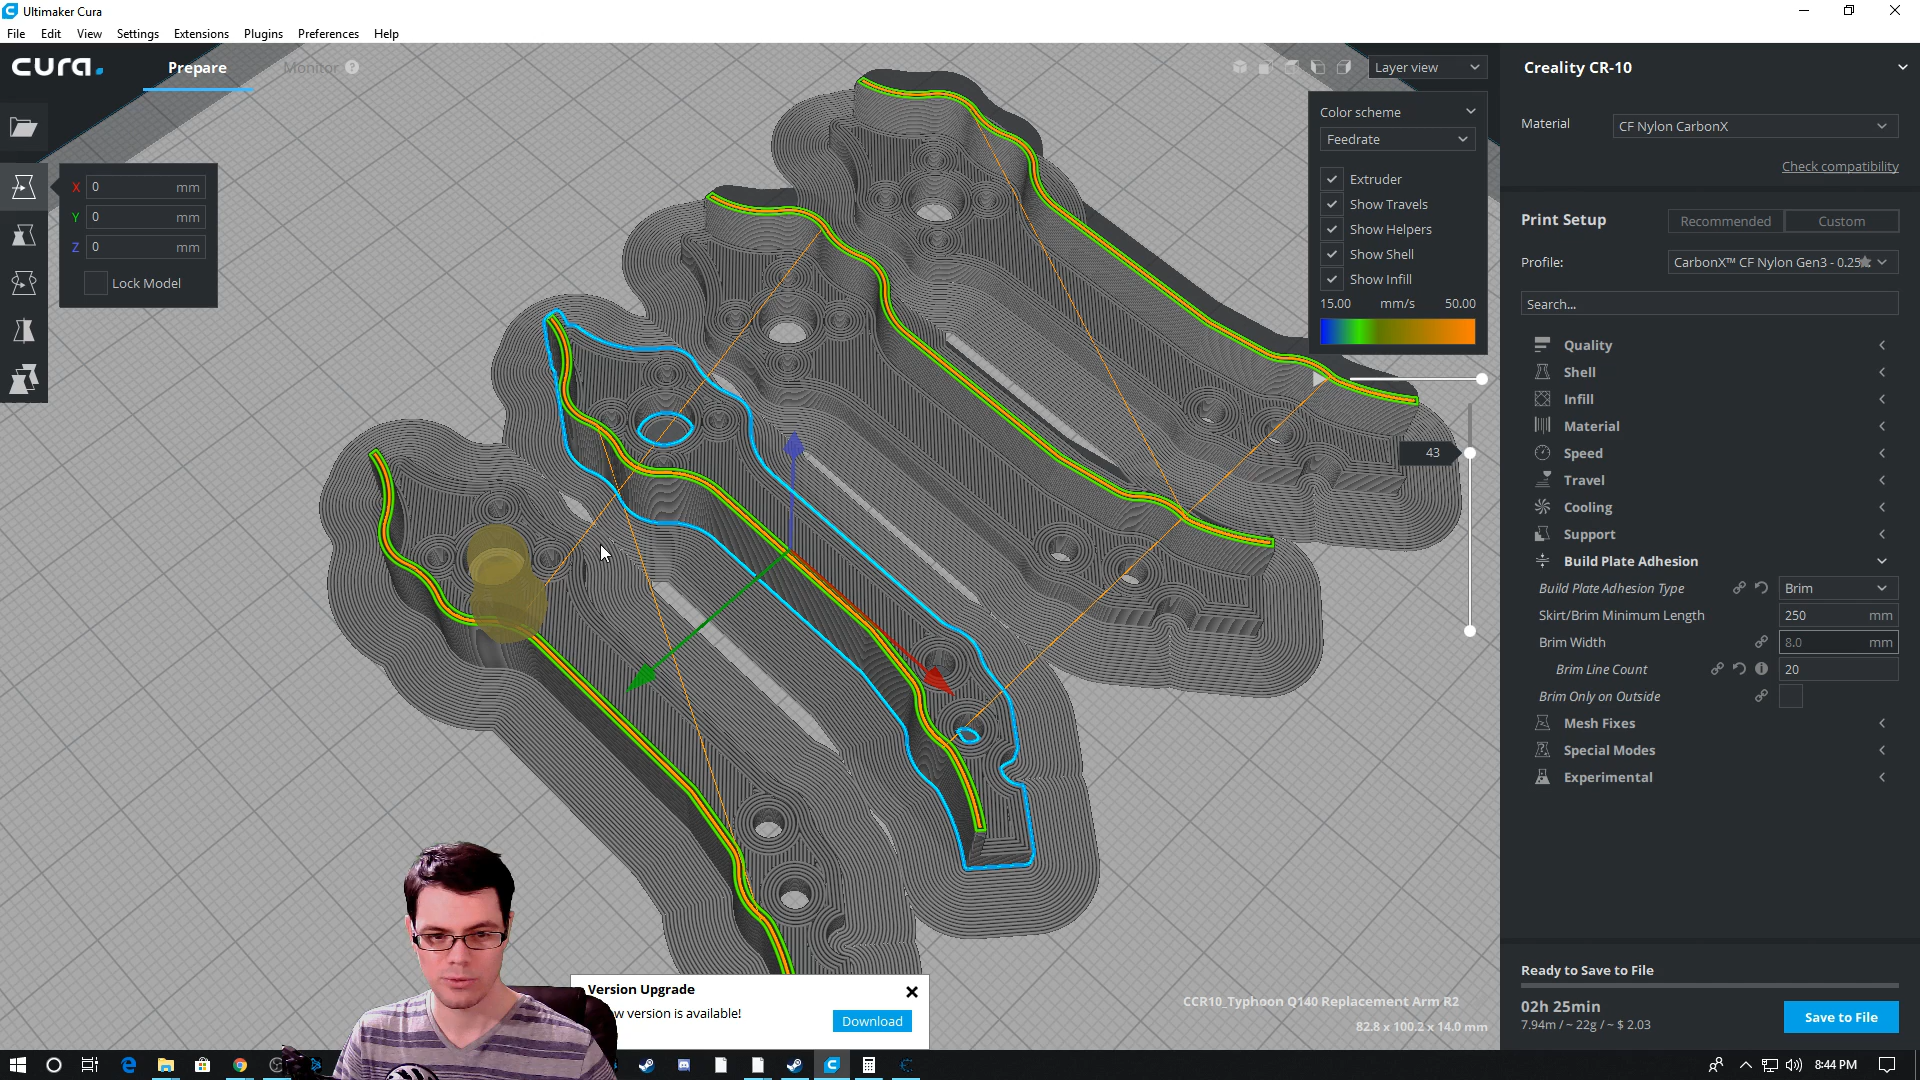 Ultimaker Cura
File Edit View Settings Extensions Plugins Preferences Help
cura.
Prepare
Monitor
Layer view
Creality CR-10
Color scheme
Feedrate
Extruder
Show Travels
Show Helpers
Show Shell
Show Infill
15.00 mm/s 50.00
X 0 mm
Y 0 mm
Z 0 mm
Lock Model
43
Material CF Nylon CarbonX
Check compatibility
Print Setup Recommended Custom
Profile: CarbonX™ CF Nylon Gen3 - 0.25
Search...
Quality
Shell
Infill
Material
Speed
Travel
Cooling
Support
Build Plate Adhesion
Build Plate Adhesion Type Brim
Skirt/Brim Minimum Length 250 mm
Brim Width 8.0 mm
Brim Line Count 20
Brim Only on Outside
Mesh Fixes
Special Modes
Experimental
Ready to Save to File
02h 25min
7.94m / ~ 22g / ~ $ 2.03
Save to File
CCR10_Typhoon Q140 Replacement Arm R2
82.8 x 100.2 x 14.0 mm
Version Upgrade
version is available!
Download
8:44 PM